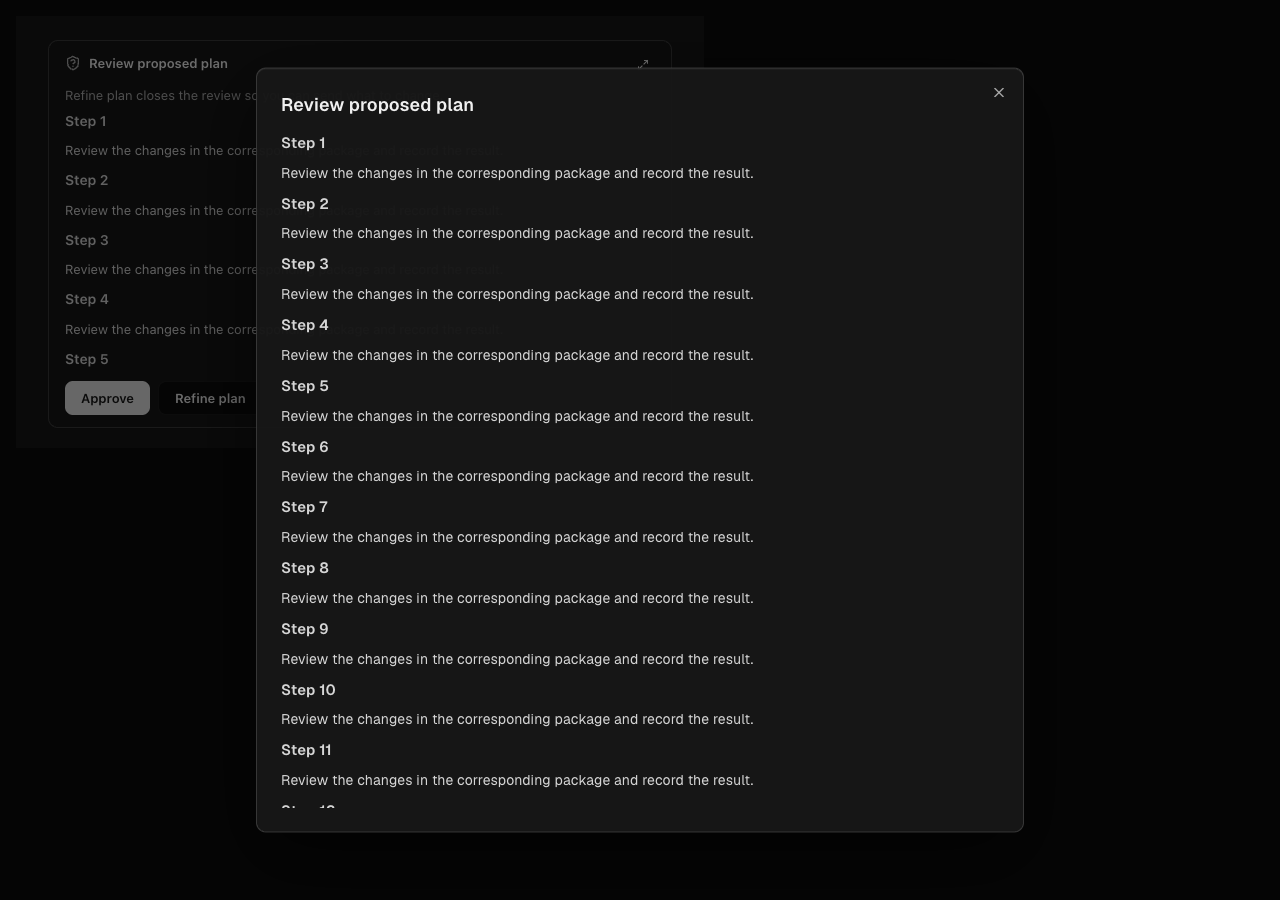 Review proposed plan
Refine plan closes the review
Step 1
Review the changes in the
Step 2
Review the changes in the
Step 3
Review the changes in the
Step 4
Review the changes in the
Step 5
Approve
Refine plan
Review proposed plan
Step 1
Review the changes in the corresponding package and record the result.
Step 2
Review the changes in the corresponding package and record the result.
Step 3
Review the changes in the corresponding package and record the result.
Step 4
Review the changes in the corresponding package and record the result.
Step 5
Review the changes in the corresponding package and record the result.
Step 6
Review the changes in the corresponding package and record the result.
Step 7
Review the changes in the corresponding package and record the result.
Step 8
Review the changes in the corresponding package and record the result.
Step 9
Review the changes in the corresponding package and record the result.
Step 10
Review the changes in the corresponding package and record the result.
Step 11
Review the changes in the corresponding package and record the result.